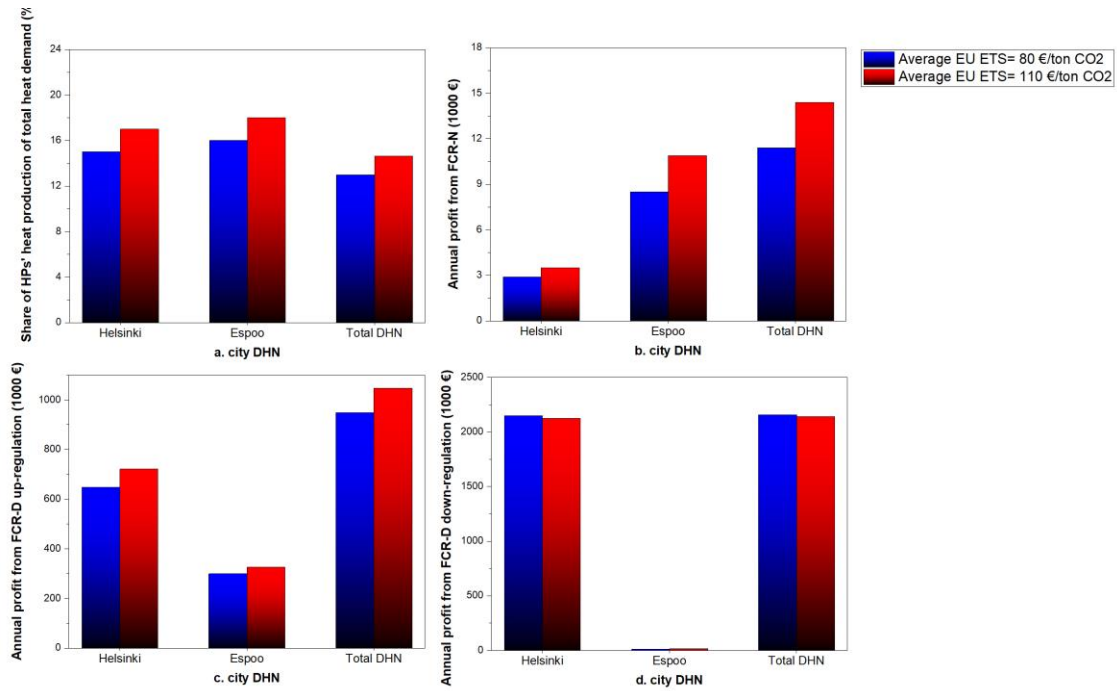 Share of HPs' heat production of total heat demand (%
24
20
16
12
8
4
0
Helsinki Espoo Total DHN
a. city DHN
Annual profit from FCR-N (1000 €)
18
15
12
9
6
3
0
Helsinki Espoo Total DHN
b. city DHN
Average EU ETS= 80 €/ton CO2
Average EU ETS= 110 €/ton CO2
Annual profit from FCR-D up-regulation (1000 €)
1000
800
600
400
200
0
Helsinki Espoo Total DHN
c. city DHN
Annual profit from FCR-D down-regulation (1000 €)
2500
2000
1500
1000
500
0
Helsinki Espoo Total DHN
d. city DHN